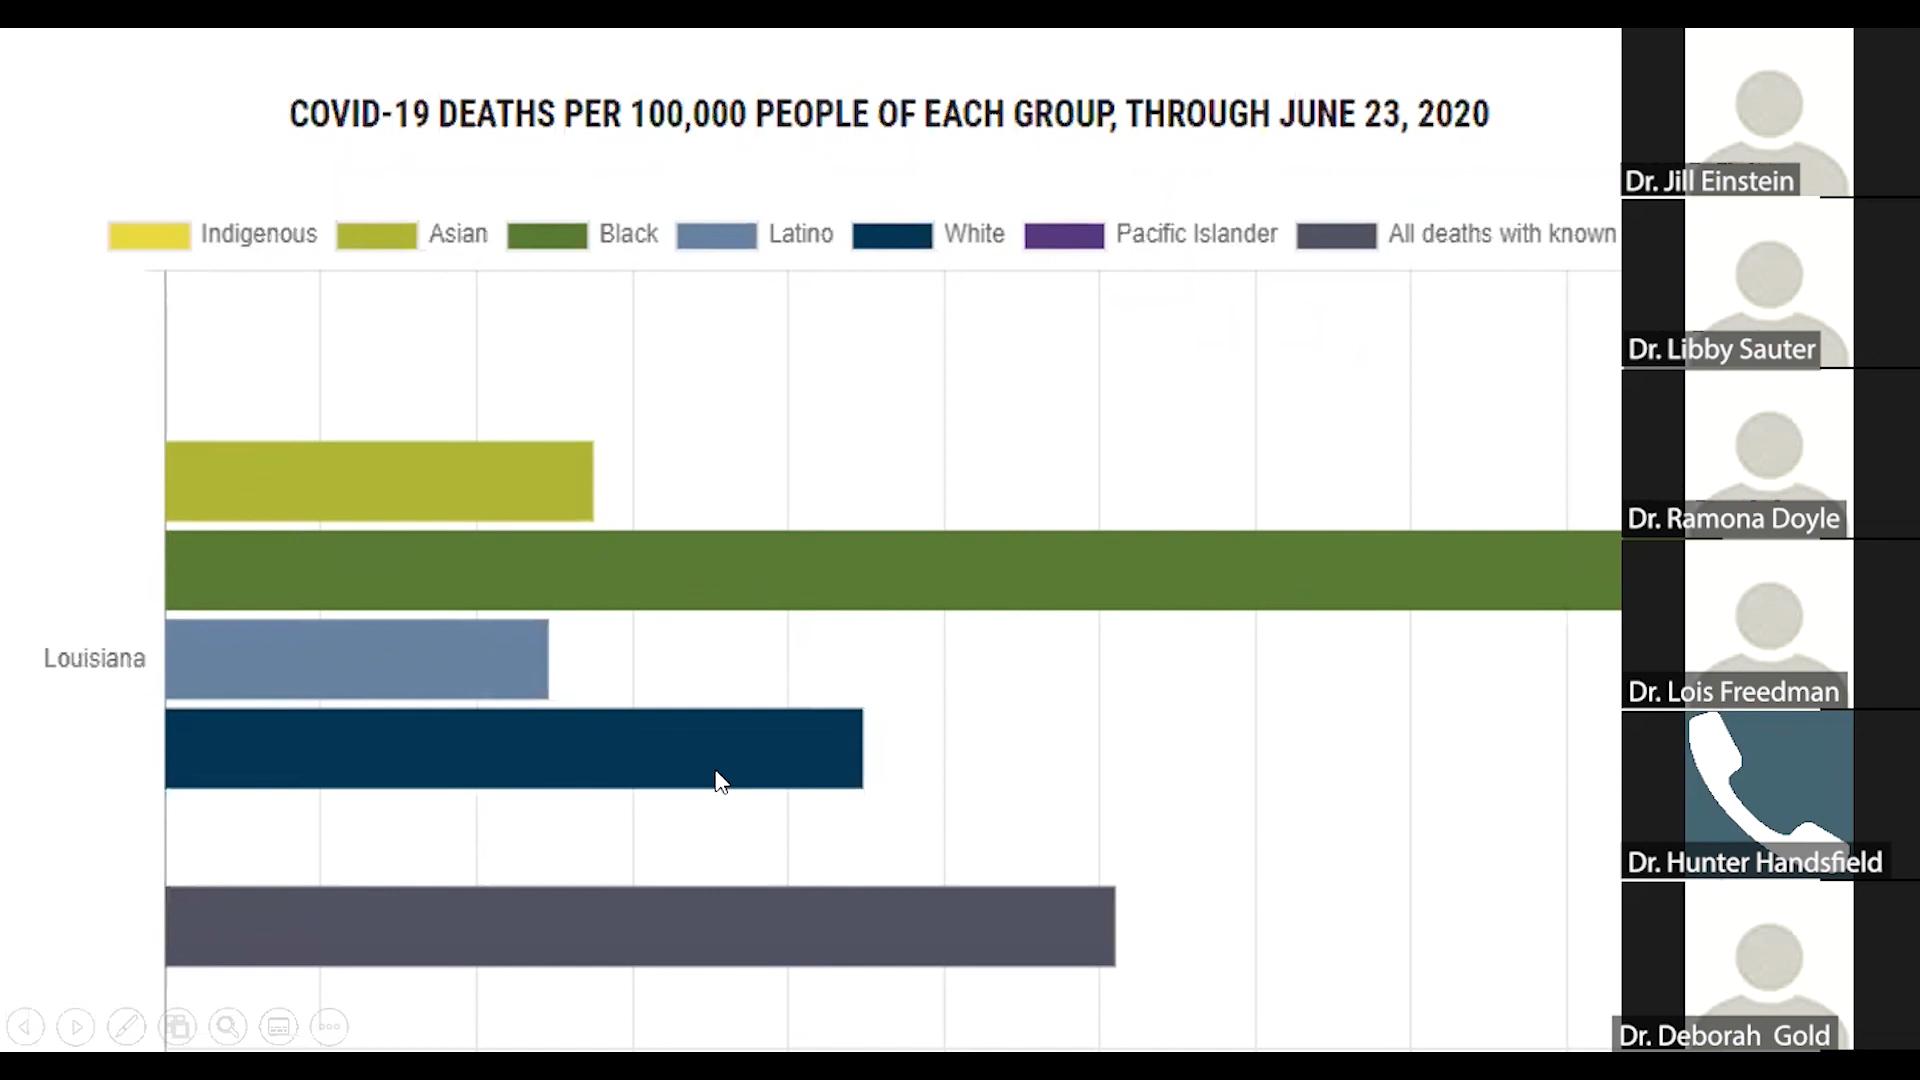 COVID-19 DEATHS PER 100,000 PEOPLE OF EACH GROUP, THROUGH JUNE 23, 2020
Indigenous Asian Black Latino White Pacific Islander All deaths with known
Louisiana
Dr. Jill Einstein
Dr. Libby Sauter
Dr. Ramona Doyle
Dr. Lois Freedman
Dr. Hunter Handsfield
Dr. Deborah Gold